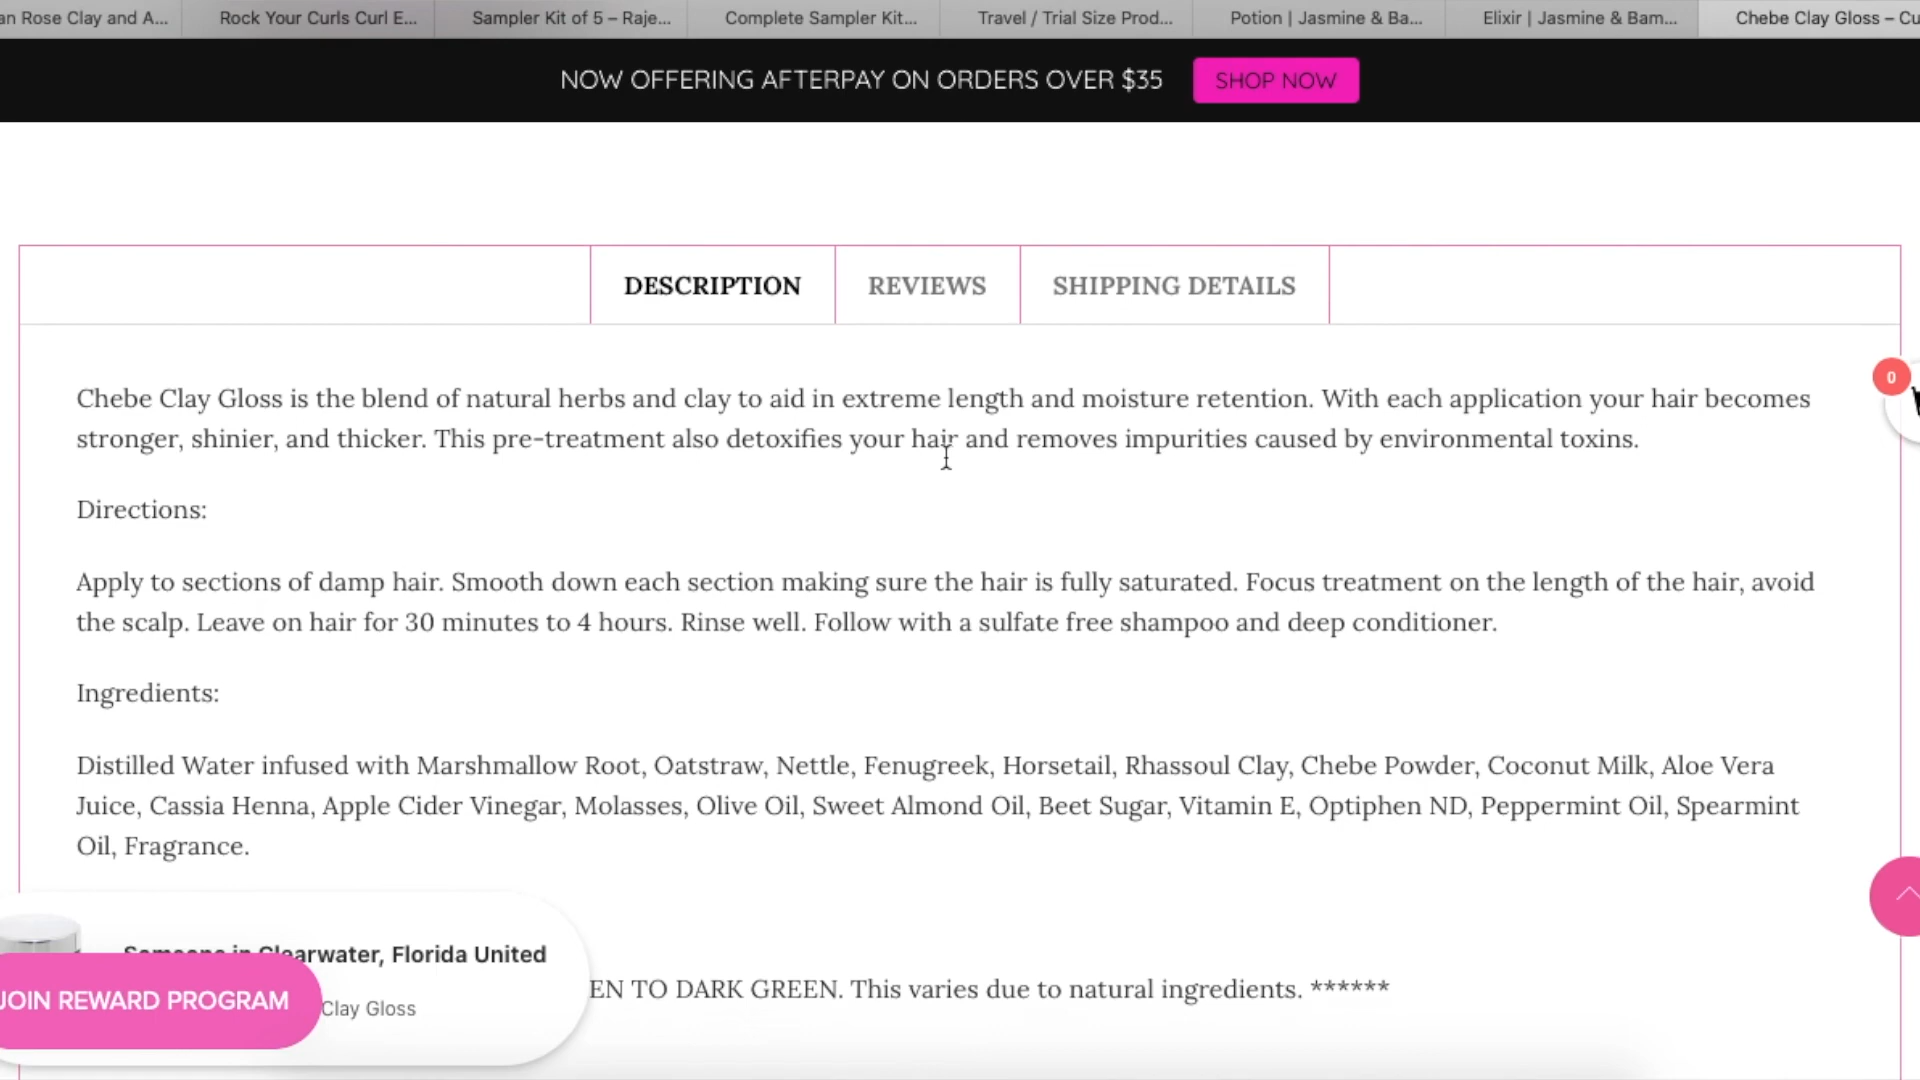 an Rose Clay and A... Rock Your Curls Curl E... Sampler Kit of 5 – Raje... Complete Sampler Kit... Travel / Trial Size Prod... Potion | Jasmine & Ba... Elixir | Jasmine & Bam... Chebe Clay Gloss – Cu
NOW OFFERING AFTERPAY ON ORDERS OVER $35 SHOP NOW
DESCRIPTION REVIEWS SHIPPING DETAILS
0
Chebe Clay Gloss is the blend of natural herbs and clay to aid in extreme length and moisture retention. With each application your hair becomes
stronger, shinier, and thicker. This pre-treatment also detoxifies your hair and removes impurities caused by environmental toxins.
Directions:
Apply to sections of damp hair. Smooth down each section making sure the hair is fully saturated. Focus treatment on the length of the hair, avoid
the scalp. Leave on hair for 30 minutes to 4 hours. Rinse well. Follow with a sulfate free shampoo and deep conditioner.
Ingredients:
Distilled Water infused with Marshmallow Root, Oatstraw, Nettle, Fenugreek, Horsetail, Rhassoul Clay, Chebe Powder, Coconut Milk, Aloe Vera
Juice, Cassia Henna, Apple Cider Vinegar, Molasses, Olive Oil, Sweet Almond Oil, Beet Sugar, Vitamin E, Optiphen ND, Peppermint Oil, Spearmint
Oil, Fragrance.
Someone in Clearwater, Florida United
EN TO DARK GREEN. This varies due to natural ingredients. ******
JOIN REWARD PROGRAM
Clay Gloss